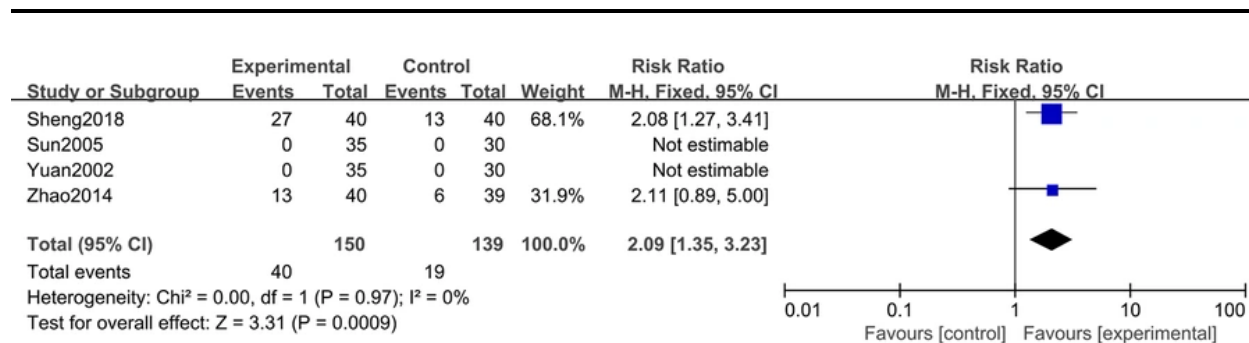 Experimental Control Risk Ratio Risk Ratio
Study or Subgroup Events Total Events Total Weight M-H, Fixed, 95% CI M-H, Fixed, 95% CI
Sheng2018 27 40 13 40 68.1% 2.08 [1.27, 3.41]
Sun2005 0 35 0 30 Not estimable
Yuan2002 0 35 0 30 Not estimable
Zhao2014 13 40 6 39 31.9% 2.11 [0.89, 5.00]
Total (95% CI) 150 139 100.0% 2.09 [1.35, 3.23]
Total events 40 19
Heterogeneity: Chi² = 0.00, df = 1 (P = 0.97); I² = 0%
Test for overall effect: Z = 3.31 (P = 0.0009)
0.01 0.1 1 10 100
Favours [control] Favours [experimental]